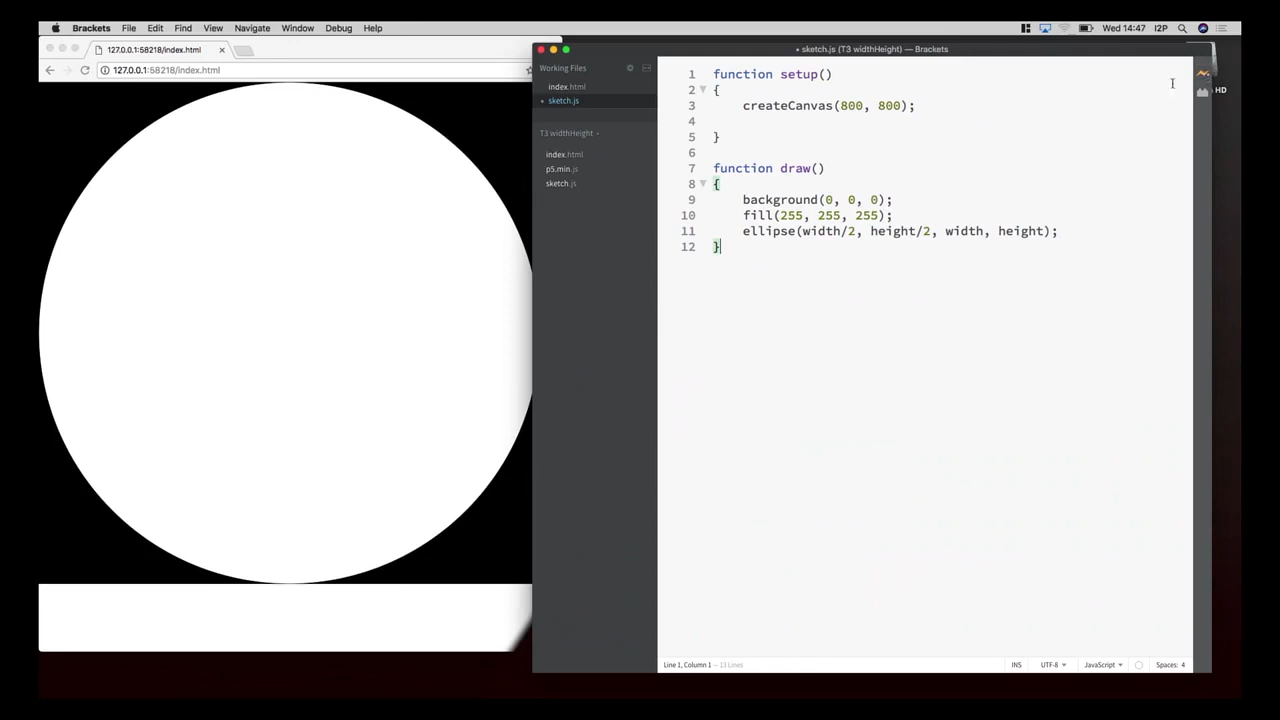 Brackets File Edit Find View Navigate Window Debug Help
Wed 14:47 I2P
127.0.0.1:58218/index.html
127.0.0.1:58218/index.html
• sketch.js (T3 widthHeight) — Brackets
Working Files
index.html
• sketch.js
T3 widthHeight
index.html
p5.min.js
sketch.js
1 function setup()
2 {
3 createCanvas(800, 800);
4
5 }
6
7 function draw()
8 {
9 background(0, 0, 0);
10 fill(255, 255, 255);
11 ellipse(width/2, height/2, width, height);
12 }
HD
Line 1, Column 1 — 13 Lines
INS UTF-8 JavaScript Spaces: 4